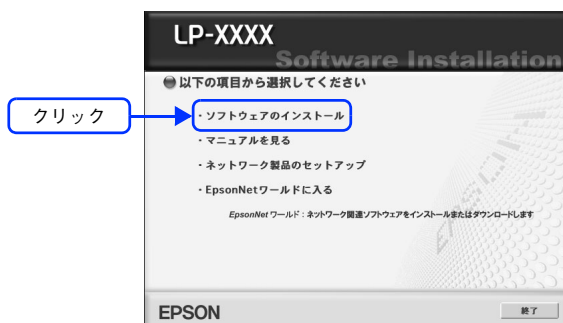 LP-XXXX
Software Installation
以下の項目から選択してください
クリック
・ソフトウェアのインストール
・マニュアルを見る
・ネットワーク製品のセットアップ
・EpsonNetワールドに入る
EpsonNet ワールド：ネットワーク関連ソフトウェアをインストールまたはダウンロードします
EPSON
EPSON
終了